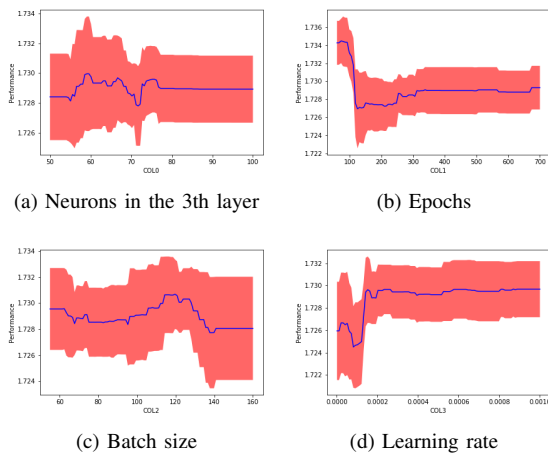 1.734
1.732
1.730
1.728
1.726
Performance
50 60 70 80 90 100
COL0
(a) Neurons in the 3th layer
1.736
1.734
1.732
1.730
1.728
1.726
1.724
1.722
Performance
100 200 300 400 500 600 700
COL1
(b) Epochs
1.734
1.732
1.730
1.728
1.726
1.724
Performance
60 80 100 120 140 160
COL2
(c) Batch size
1.732
1.730
1.728
1.726
1.724
1.722
Performance
0.0000 0.0002 0.0004 0.0006 0.0008 0.0010
COL3
(d) Learning rate